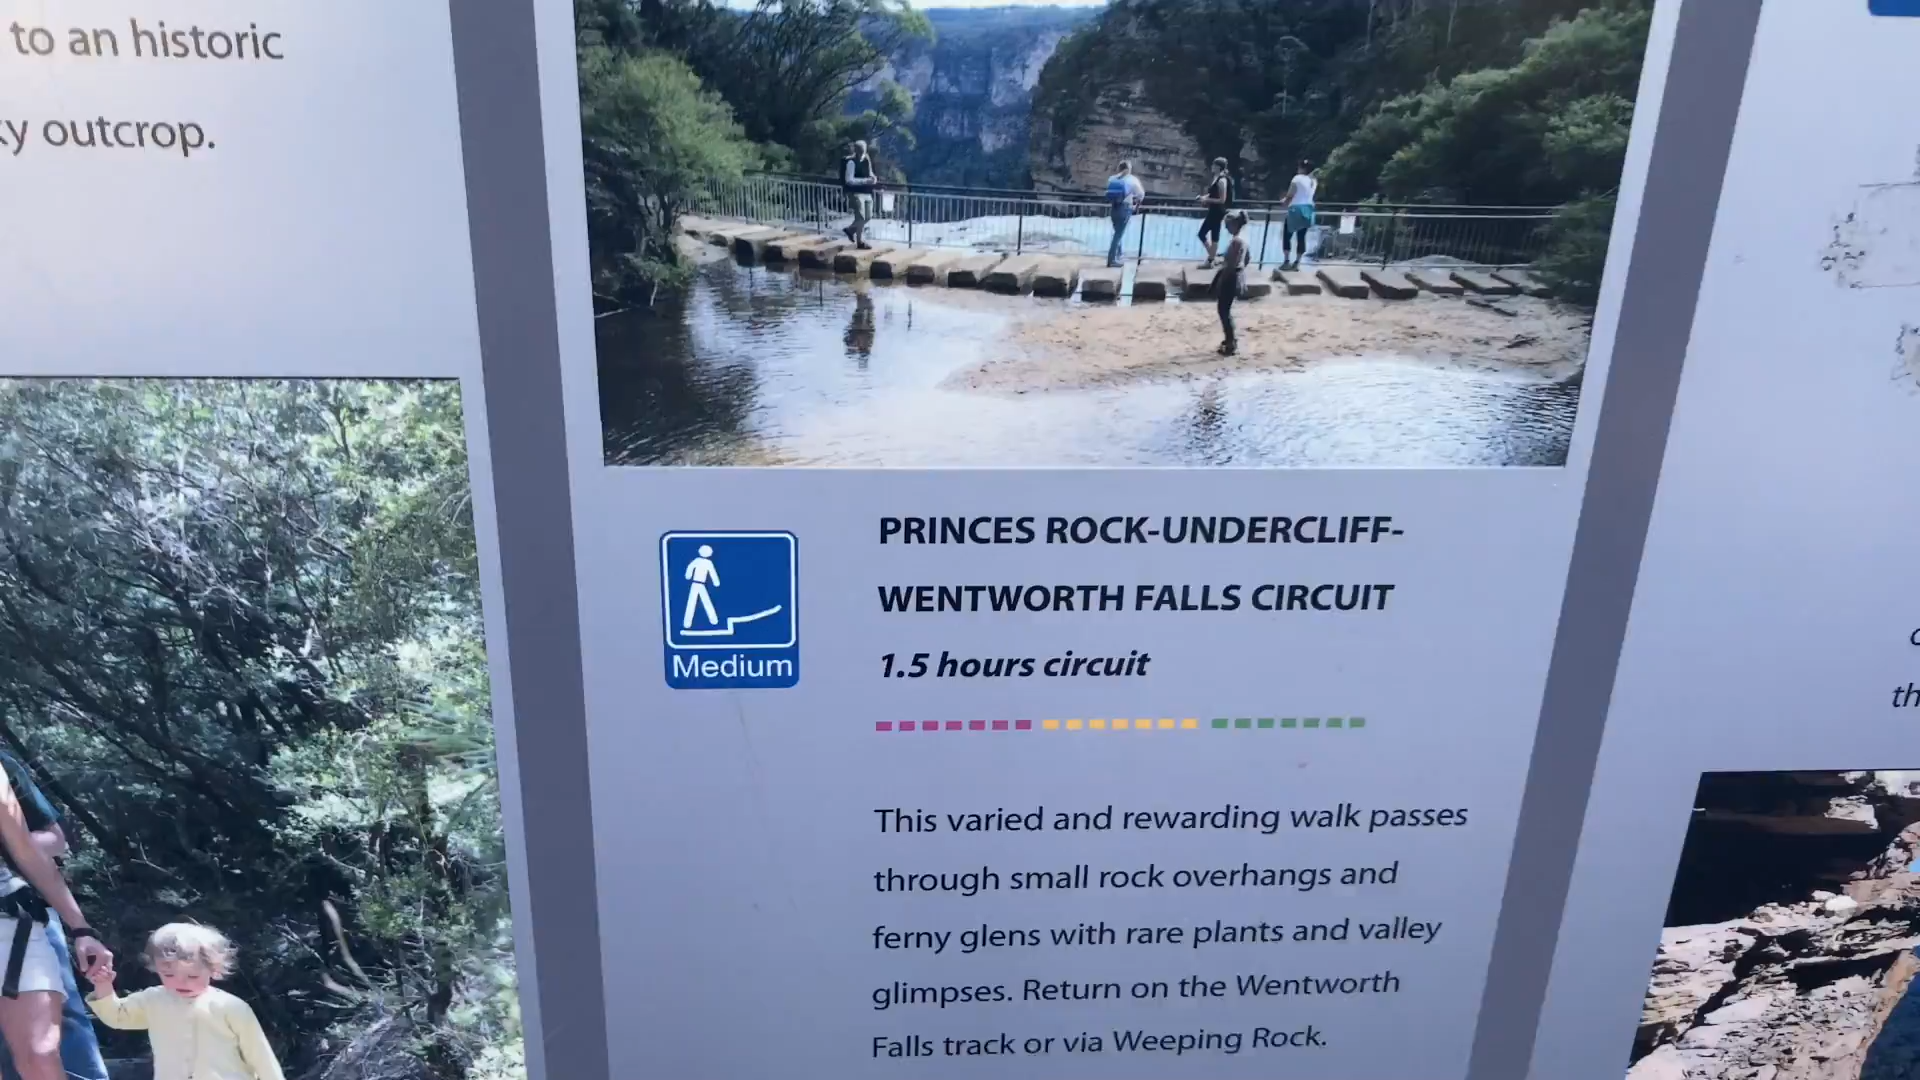 to an historic
outcrop.
Medium
PRINCES ROCK-UNDERCLIFF-
WENTWORTH FALLS CIRCUIT
1.5 hours circuit
This varied and rewarding walk passes
through small rock overhangs and
ferny glens with rare plants and valley
glimpses. Return on the Wentworth
Falls track or via Weeping Rock.